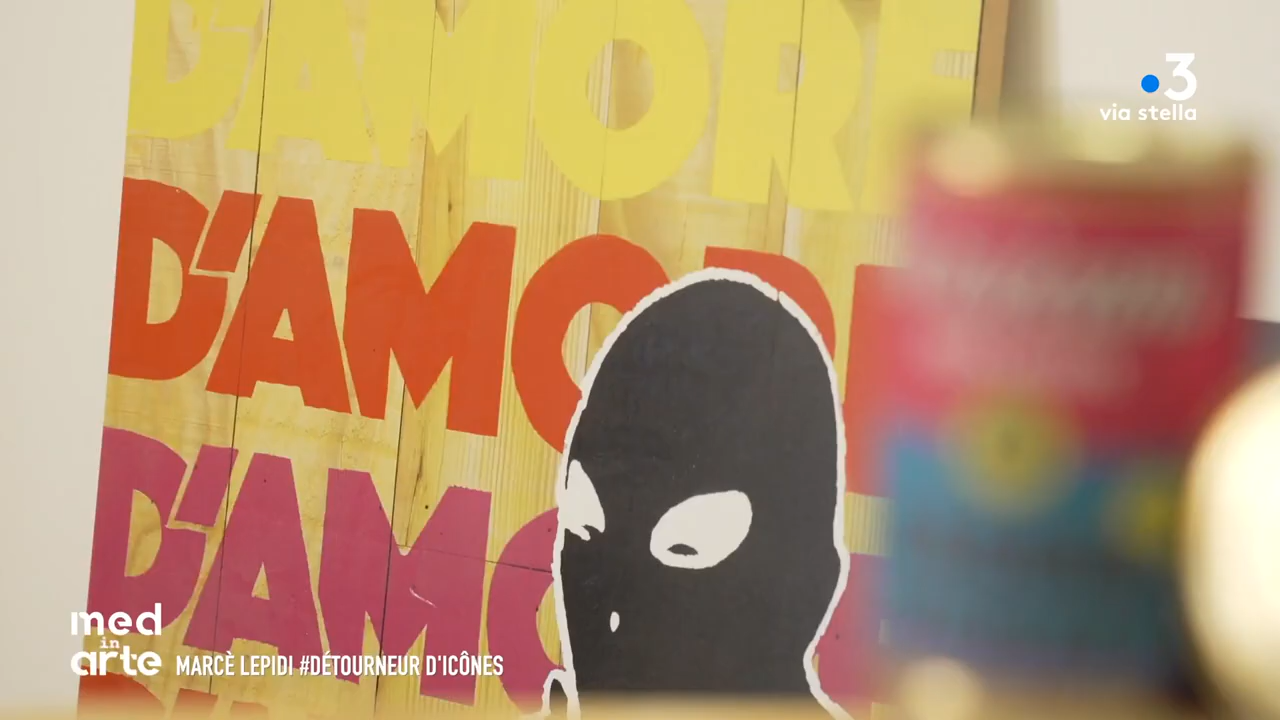 D'AMORE
3
via stella
D'AMORE
D'AMO
med
in
arte
MARCÈ LEPIDI #DÉTOURNEUR D'ICÔNES